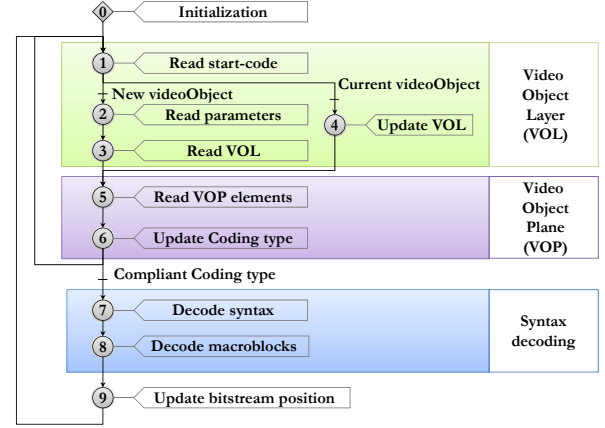 0 Initialization
1 Read start-code
New videoObject
Current videoObject
2 Read parameters
4 Update VOL
3 Read VOL
Video
Object
Layer
(VOL)
5 Read VOP elements
6 Update Coding type
Video
Object
Plane
(VOP)
Compliant Coding type
7 Decode syntax
8 Decode macroblocks
Syntax
decoding
9 Update bitstream position